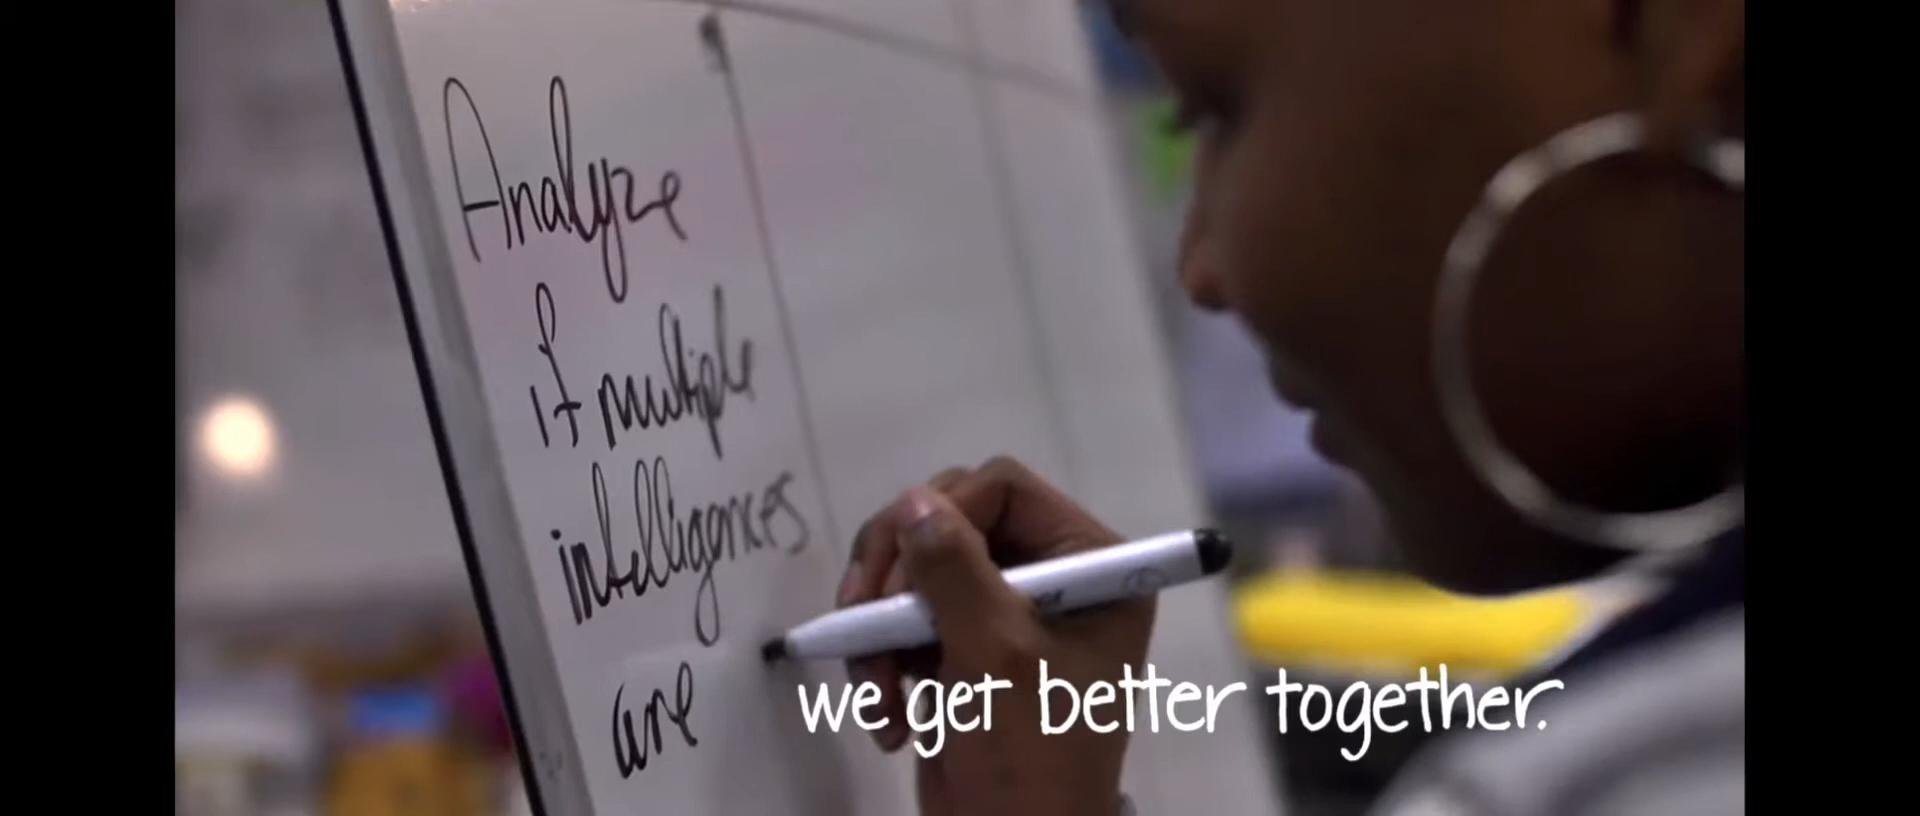 Analyze
if multiple
intelligences
are
we get better together.